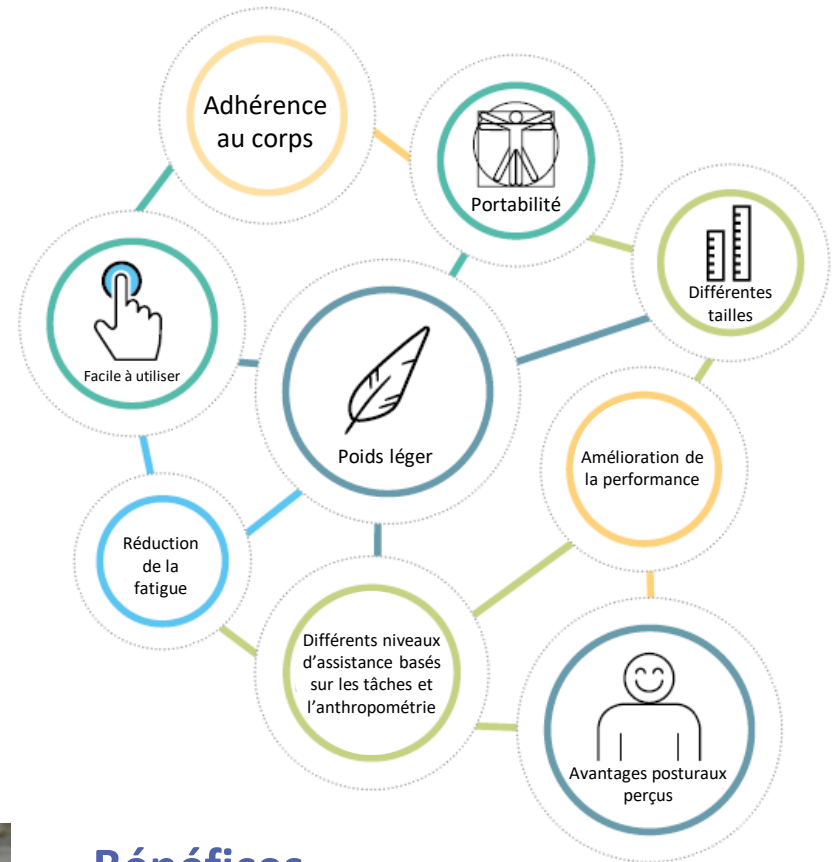 Adhérence
au corps
Portabilité
Différentes
tailles
Facile à utiliser
Poids léger
Amélioration de
la performance
Réduction
de la
fatigue
Différents niveaux
d’assistance basés
sur les tâches et
l’anthropométrie
Avantages posturaux
perçus
Bénéfices